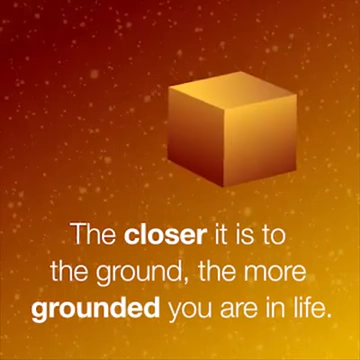 The closer it is to
the ground, the more
grounded you are in life.